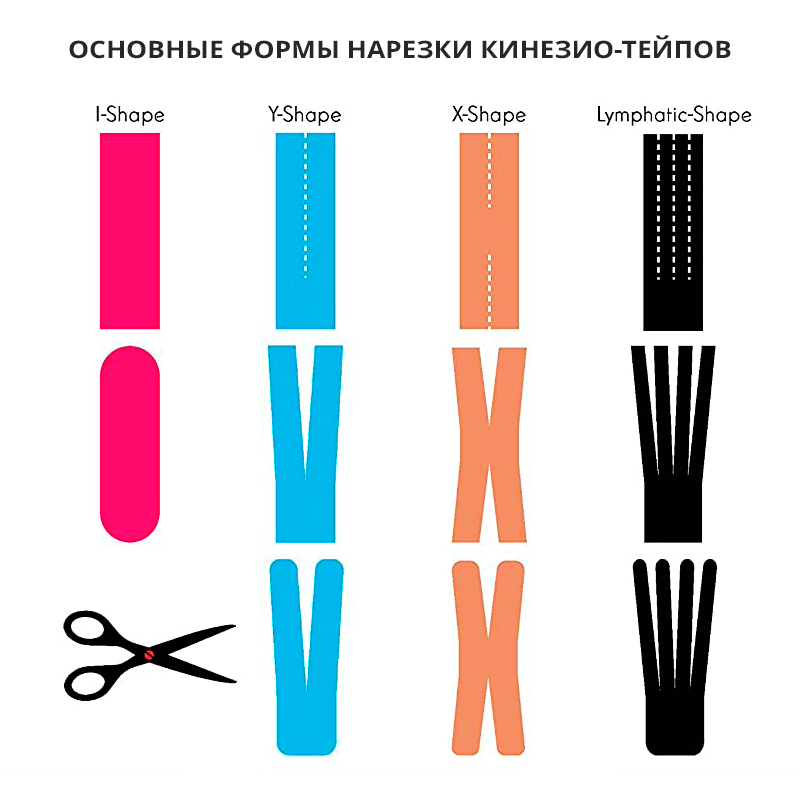 ОСНОВНЫЕ ФОРМЫ НАРЕЗКИ КИНЕЗИО-ТЕЙПОВ
I-Shape
Y-Shape
X-Shape
Lymphatic-Shape